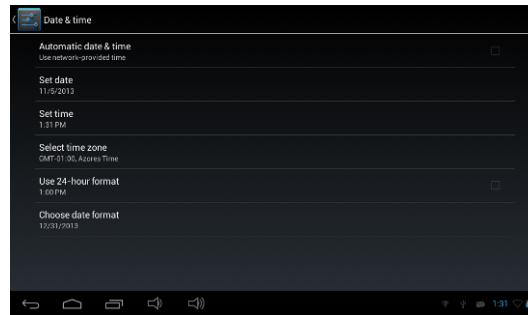 Date & time
Automatic date & time
Use network-provided time
Set date
11/5/2013
Set time
1:31 PM
Select time zone
GMT-01:00, Azores Time
Use 24-hour format
1:00 PM
Choose date format
12/31/2013
1:31